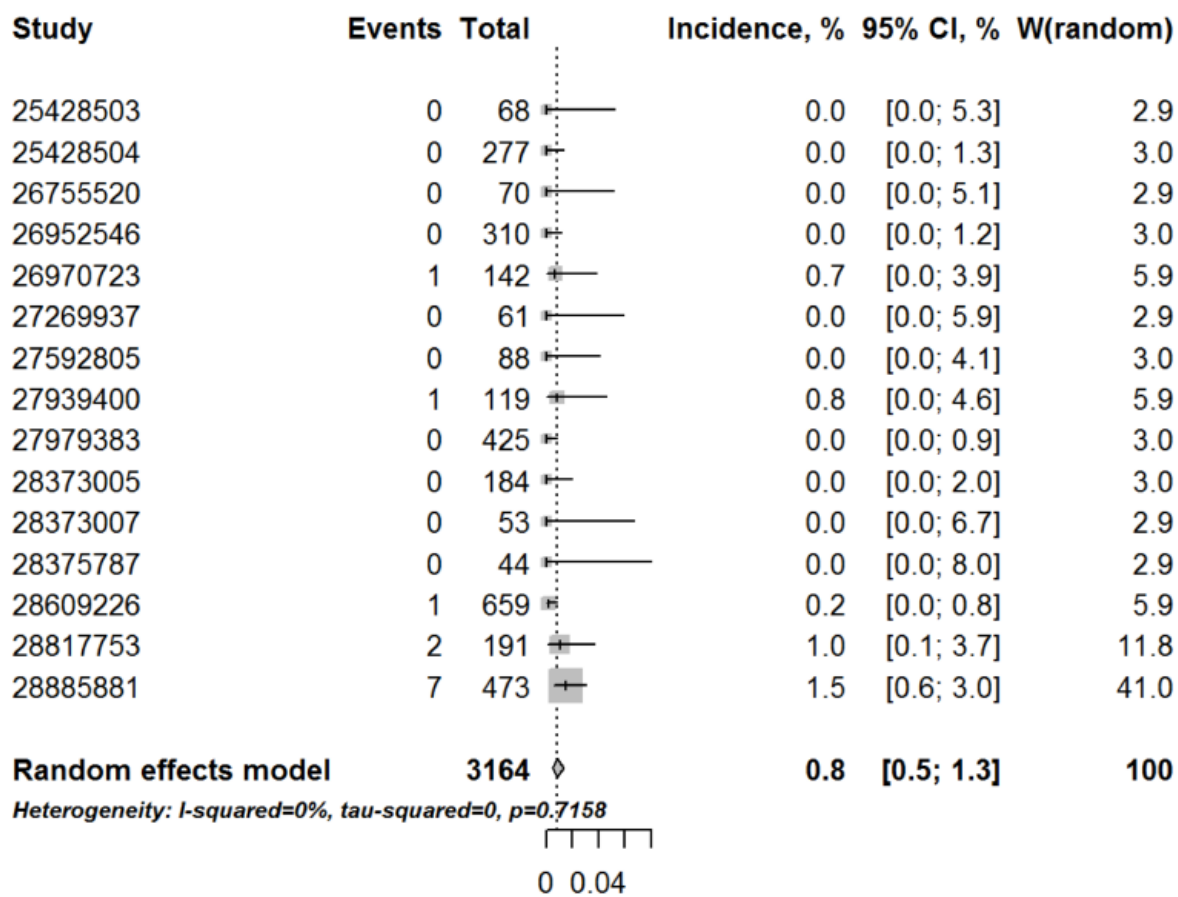 Study Events Total Incidence, % 95% CI, % W(random)
25428503 0 68 0.0 [0.0; 5.3] 2.9
25428504 0 277 0.0 [0.0; 1.3] 3.0
26755520 0 70 0.0 [0.0; 5.1] 2.9
26952546 0 310 0.0 [0.0; 1.2] 3.0
26970723 1 142 0.7 [0.0; 3.9] 5.9
27269937 0 61 0.0 [0.0; 5.9] 2.9
27592805 0 88 0.0 [0.0; 4.1] 3.0
27939400 1 119 0.8 [0.0; 4.6] 5.9
27979383 0 425 0.0 [0.0; 0.9] 3.0
28373005 0 184 0.0 [0.0; 2.0] 3.0
28373007 0 53 0.0 [0.0; 6.7] 2.9
28375787 0 44 0.0 [0.0; 8.0] 2.9
28609226 1 659 0.2 [0.0; 0.8] 5.9
28817753 2 191 1.0 [0.1; 3.7] 11.8
28885881 7 473 1.5 [0.6; 3.0] 41.0
Random effects model 3164 0.8 [0.5; 1.3] 100
Heterogeneity: I-squared=0%, tau-squared=0, p=0.7158
0 0.04